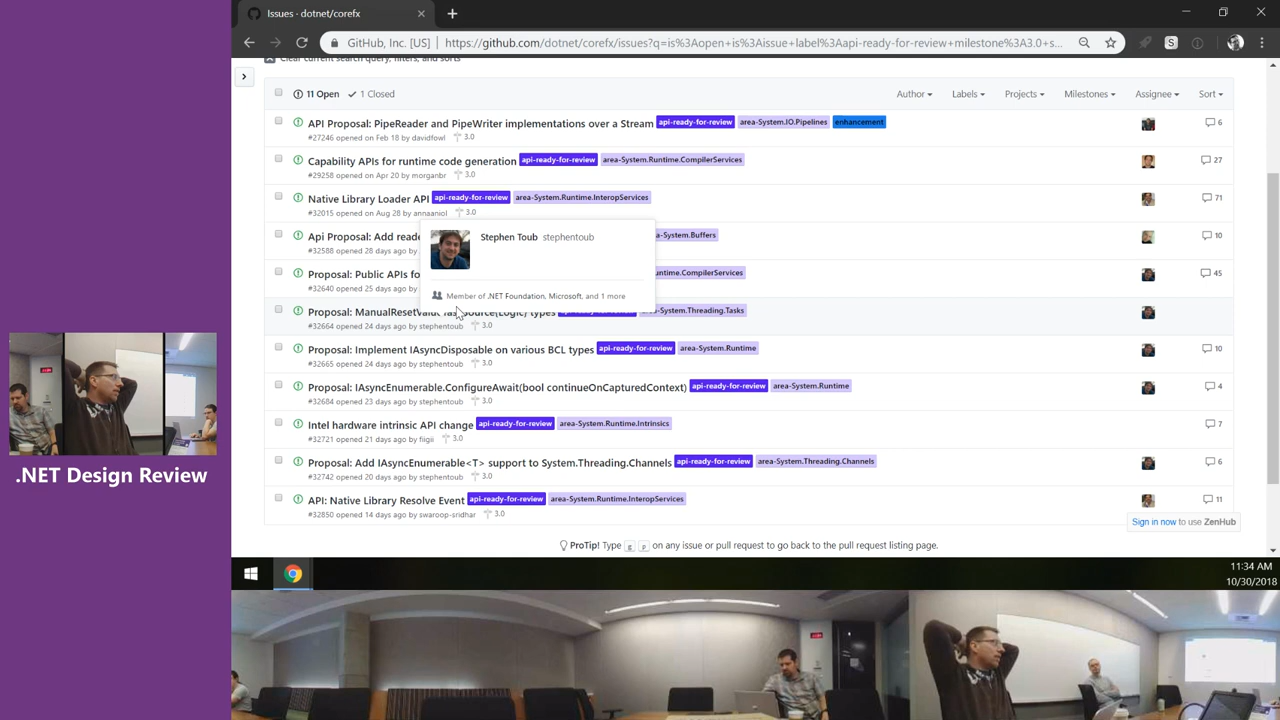 Issues · dotnet/corefx
GitHub, Inc. [US] | https://github.com/dotnet/corefx/issues?q=is%3Aopen+is%3Aissue+label%3Aapi-ready-for-review+milestone%3A3.0+s...
Clear current search query, filters, and sorts
11 Open 1 Closed Author Labels Projects Milestones Assignee Sort
API Proposal: PipeReader and PipeWriter implementations over a Stream api-ready-for-review area-System.IO.Pipelines enhancement
#27246 opened on Feb 18 by davidfowl 3.0
Capability APIs for runtime code generation api-ready-for-review area-System.Runtime.CompilerServices 27
#29258 opened on Apr 20 by morganbr 3.0
Native Library Loader API api-ready-for-review area-System.Runtime.InteropServices 71
#32015 opened on Aug 28 by annaaniol 3.0
Api Proposal: Add reade a-System.Buffers 10
#32588 opened 28 days ago by
Stephen Toub stephentoub
Proposal: Public APIs fo untime.CompilerServices 45
#32640 opened 25 days ago by
Member of .NET Foundation, Microsoft, and 1 more
Proposal: ManualResetValueTaskSource(Logic) types api-ready-for-review area-System.Threading.Tasks
#32664 opened 24 days ago by stephentoub 3.0
Proposal: Implement IAsyncDisposable on various BCL types api-ready-for-review area-System.Runtime 10
#32665 opened 24 days ago by stephentoub 3.0
Proposal: IAsyncEnumerable.ConfigureAwait(bool continueOnCapturedContext) api-ready-for-review area-System.Runtime 4
#32684 opened 23 days ago by stephentoub 3.0
Intel hardware intrinsic API change api-ready-for-review area-System.Runtime.Intrinsics 7
#32721 opened 21 days ago by fiigii 3.0
Proposal: Add IAsyncEnumerable<T> support to System.Threading.Channels api-ready-for-review area-System.Threading.Channels 6
#32742 opened 20 days ago by stephentoub 3.0
API: Native Library Resolve Event api-ready-for-review area-System.Runtime.InteropServices 11
#32850 opened 14 days ago by swaroop-sridhar 3.0
Sign in now to use ZenHub
ProTip! Type g p on any issue or pull request to go back to the pull request listing page.
.NET Design Review
11:34 AM
10/30/2018